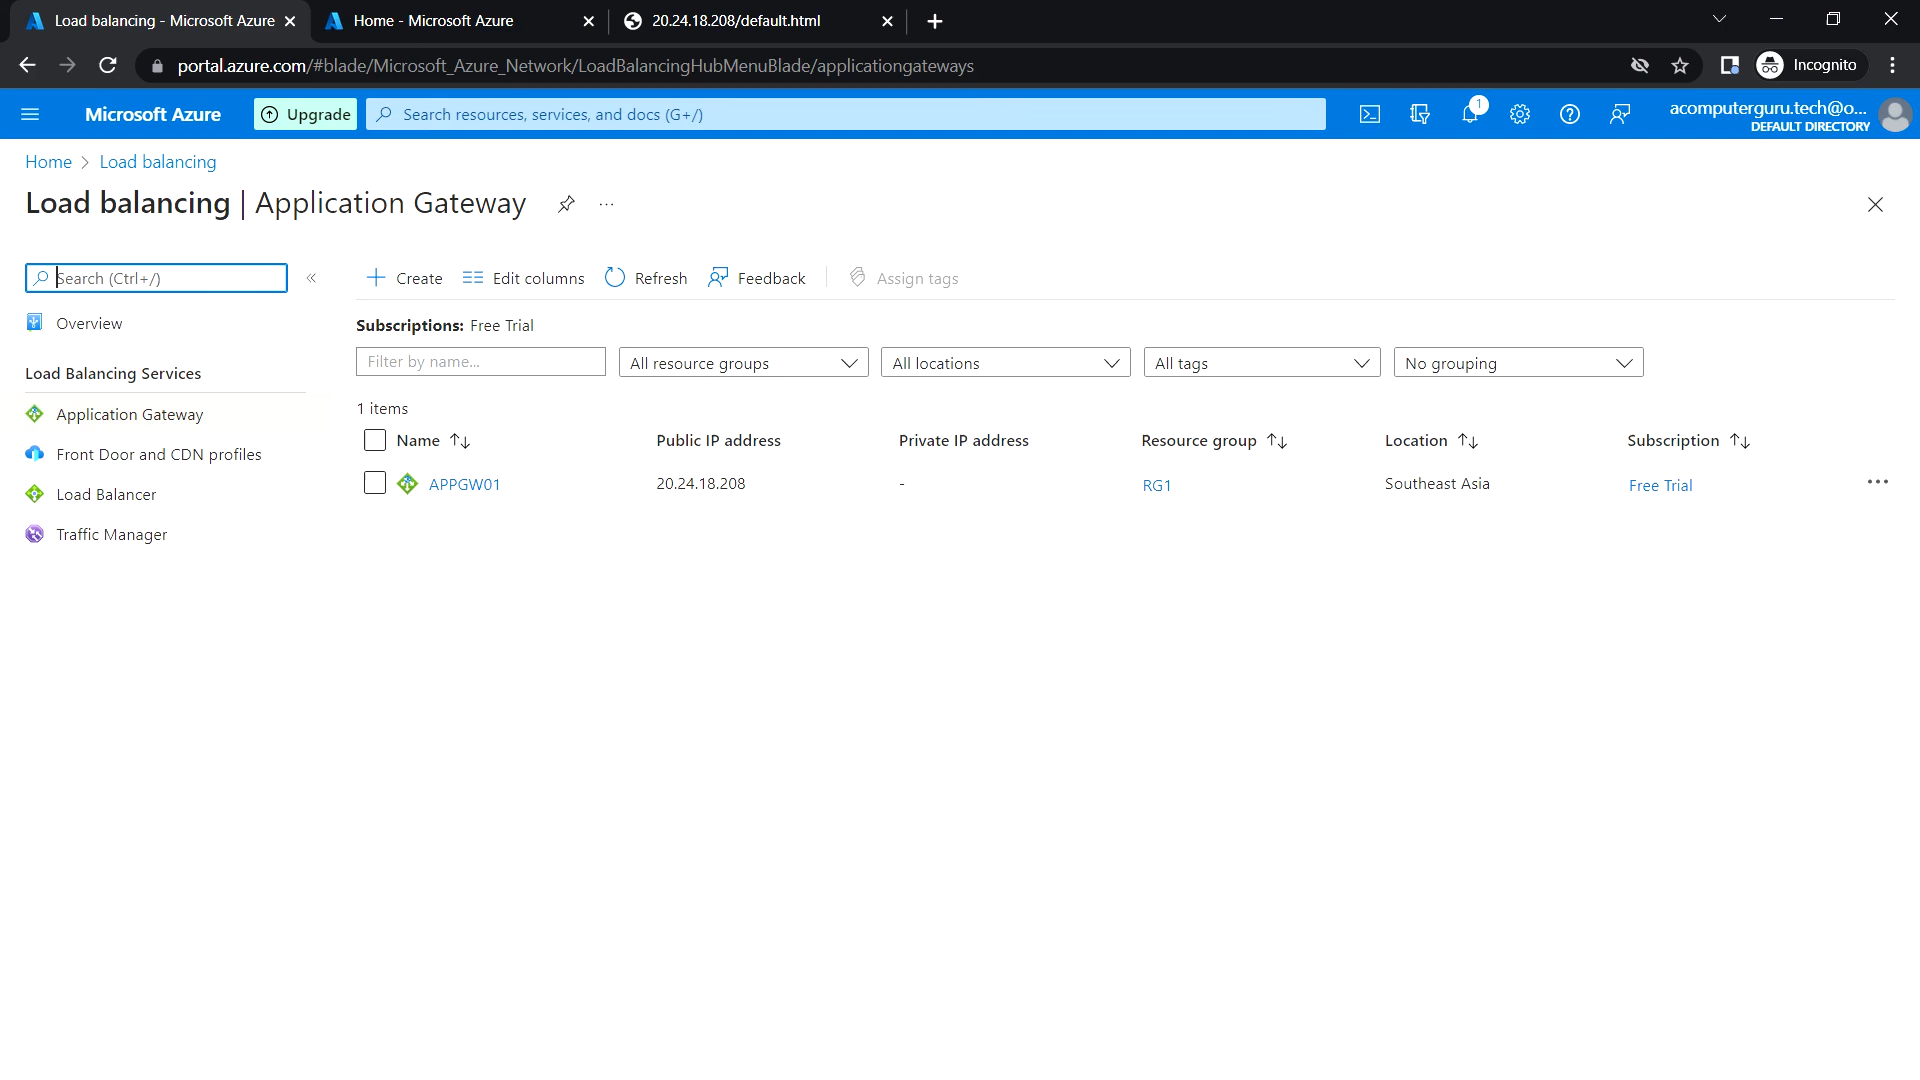 Load balancing - Microsoft Azure
Home - Microsoft Azure
20.24.18.208/default.html
portal.azure.com/#blade/Microsoft_Azure_Network/LoadBalancingHubMenuBlade/applicationgateways
Incognito
Microsoft Azure
Upgrade
Search resources, services, and docs (G+/)
1
acomputerguru.tech@o...
DEFAULT DIRECTORY
Home > Load balancing
Load balancing | Application Gateway
Search (Ctrl+/)
Create
Edit columns
Refresh
Feedback
Assign tags
Overview
Load Balancing Services
Application Gateway
Front Door and CDN profiles
Load Balancer
Traffic Manager
Subscriptions: Free Trial
Filter by name...
All resource groups
All locations
All tags
No grouping
1 items
Name Public IP address Private IP address Resource group Location Subscription
APPGW01 20.24.18.208 - RG1 Southeast Asia Free Trial